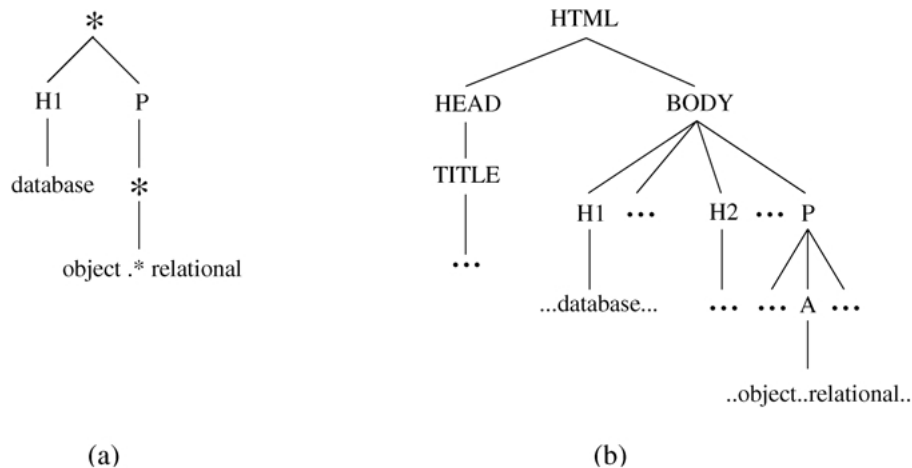 *
H1 P
database *
object .* relational
(a)
HTML
HEAD BODY
TITLE
H1 ... H2 ... P
...
...database... ... ... A ...
..object..relational..
(b)